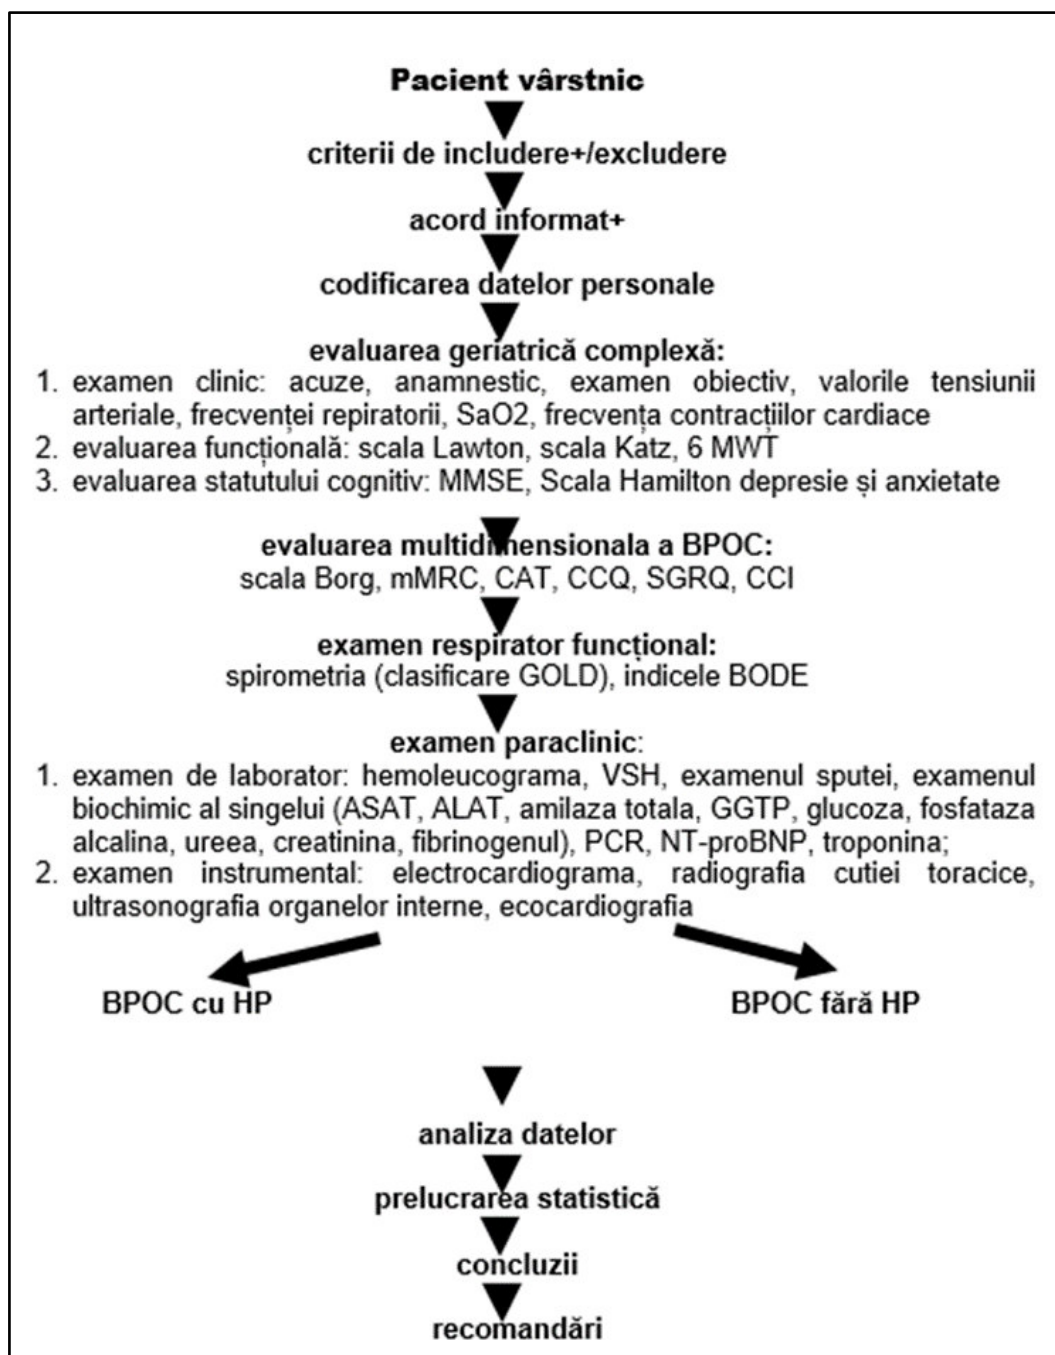 Pacient vârstnic
criterii de includere+/excludere
acord informat+
codificarea datelor personale
evaluarea geriatrică complexă:
1. examen clinic: acuze, anamnestic, examen obiectiv, valorile tensiunii
arteriale, frecvenței repiratorii, SaO2, frecvența contracțiilor cardiace
2. evaluarea funcțională: scala Lawton, scala Katz, 6 MWT
3. evaluarea statutului cognitiv: MMSE, Scala Hamilton depresie și anxietate
evaluarea multidimensionala a BPOC:
scala Borg, mMRC, CAT, CCQ, SGRQ, CCI
examen respirator funcțional:
spirometria (clasificare GOLD), indicele BODE
examen paraclinic:
1. examen de laborator: hemoleucograma, VSH, examenul sputei, examenul
biochimic al singelui (ASAT, ALAT, amilaza totala, GGTP, glucoza, fosfataza
alcalina, ureea, creatinina, fibrinogenul), PCR, NT-proBNP, troponina;
2. examen instrumental: electrocardiograma, radiografia cutiei toracice,
ultrasonografia organelor interne, ecocardiografia
BPOC cu HP
BPOC fără HP
analiza datelor
prelucrarea statistică
concluzii
recomandări